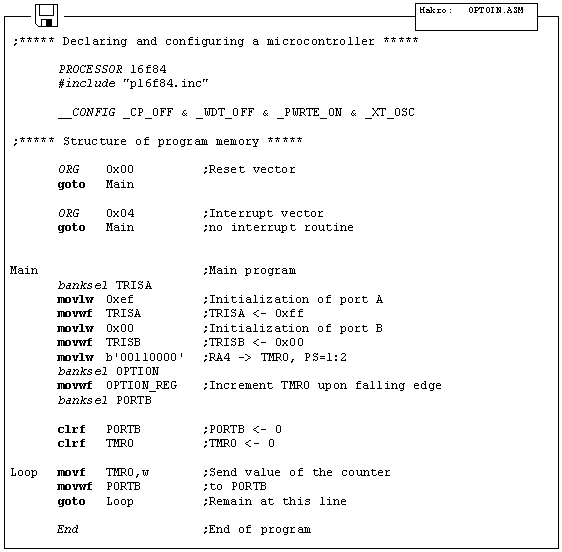 Makro: OPTOIN.ASM
;***** Declaring and configuring a microcontroller *****
PROCESSOR 16f84
#include "p16f84.inc"
__CONFIG _CP_OFF & _WDT_OFF & _PWRTE_ON & _XT_OSC
;***** Structure of program memory *****
ORG 0x00 ;Reset vector
goto Main
ORG 0x04 ;Interrupt vector
goto Main ;no interrupt routine
Main ;Main program
banksel TRISA
movlw 0xef ;Initialization of port A
movwf TRISA ;TRISA <- 0xff
movlw 0x00 ;Initialization of port B
movwf TRISB ;TRISB <- 0x00
movlw b'00110000' ;RA4 -> TMR0, PS=1:2
banksel OPTION
movwf OPTION_REG ;Increment TMR0 upon falling edge
banksel PORTB
clrf PORTB ;PORTB <- 0
clrf TMR0 ;TMR0 <- 0
Loop movf TMR0,w ;Send value of the counter
movwf PORTB ;to PORTB
goto Loop ;Remain at this line
End ;End of program